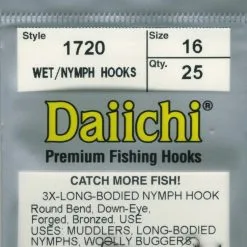 Style 1720 Size 16
WET/NYMPH HOOKS Qty. 25
Daiichi®
Premium Fishing Hooks
CATCH MORE FISH!
3X-LONG-BODIED NYMPH HOOK
Round Bend, Down-Eye,
Forged, Bronzed, USE
USES: MUDDLERS, LONG-BODIED
NYMPHS, WOOLLY BUGGERS,